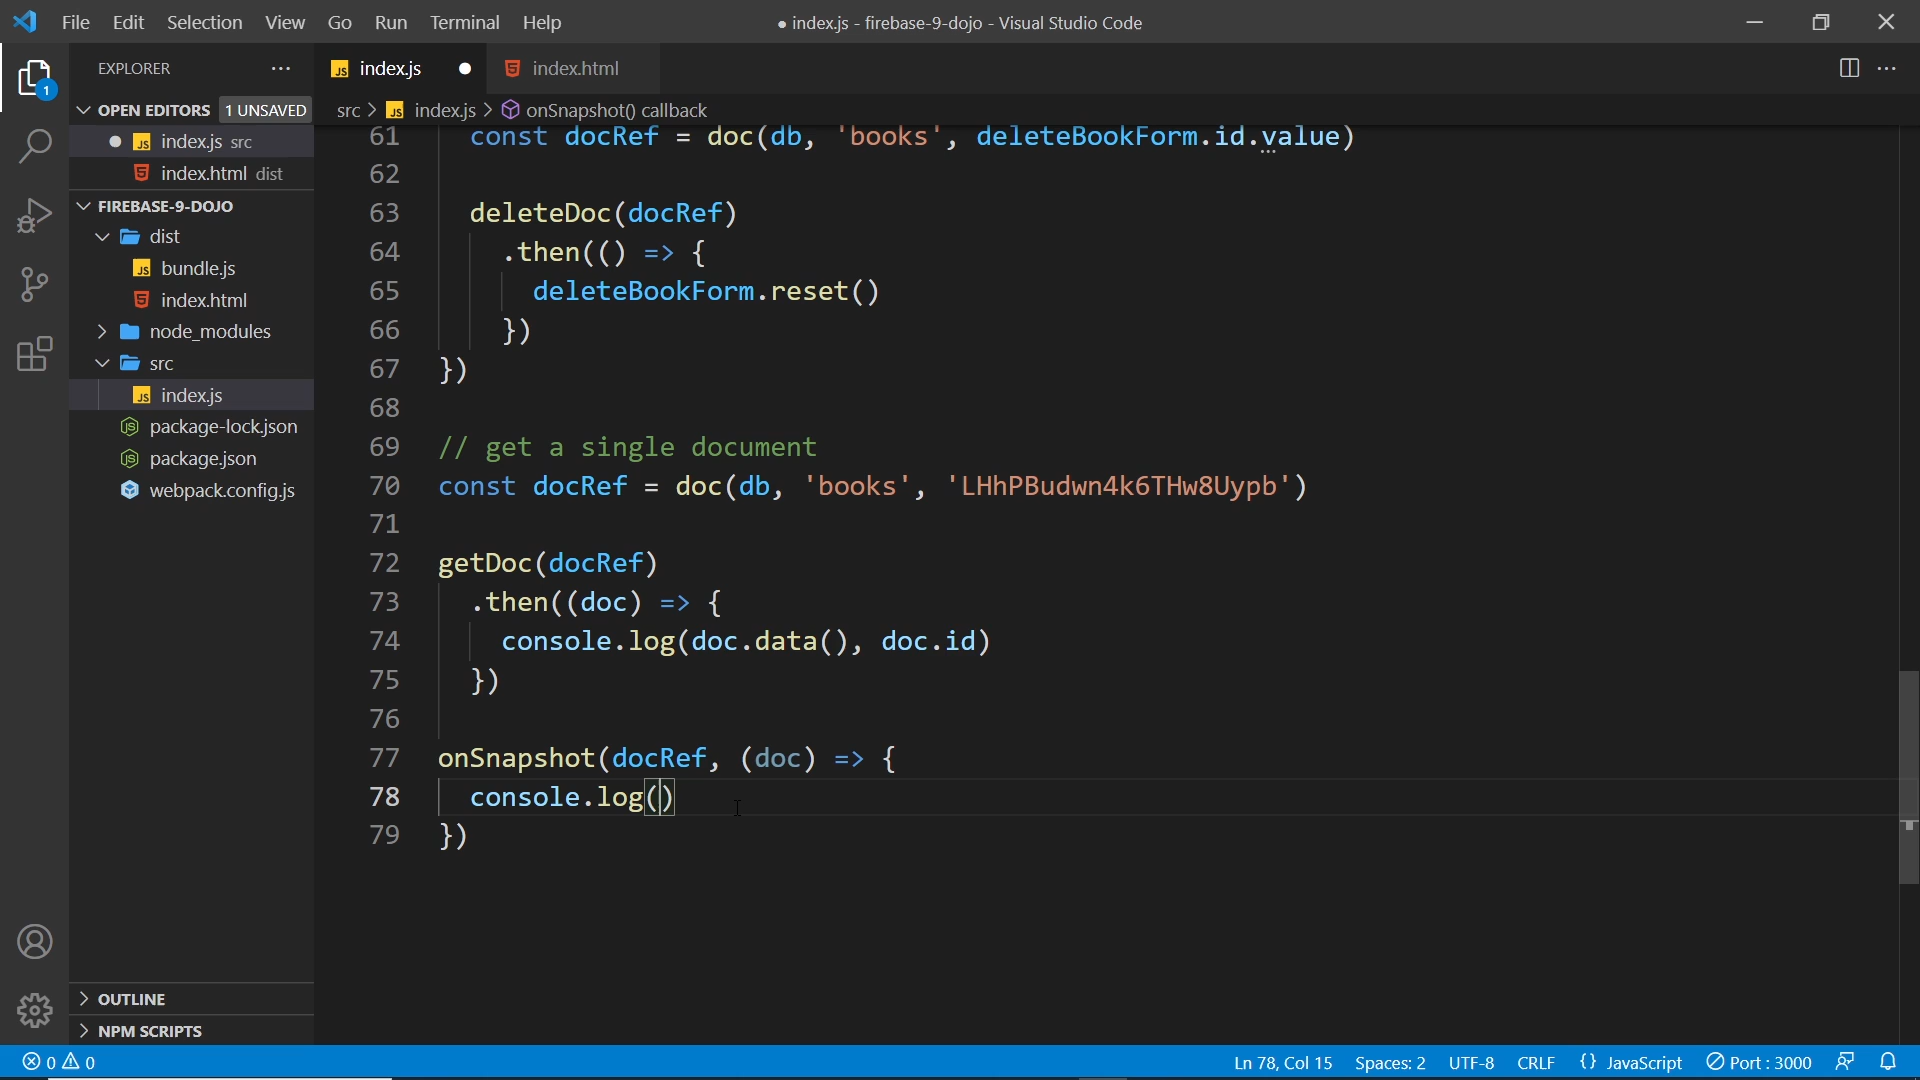 File Edit Selection View Go Run Terminal Help
● index.js - firebase-9-dojo - Visual Studio Code
1
EXPLORER ···
OPEN EDITORS 1 UNSAVED
index.js src
index.html dist
FIREBASE-9-DOJO
dist
bundle.js
index.html
node_modules
src
index.js
package-lock.json
package.json
webpack.config.js
OUTLINE
NPM SCRIPTS
JS index.js ● index.html
src > JS index.js > onSnapshot() callback
61 const docRef = doc(db, 'books', deleteBookForm.id.value)
62
63 deleteDoc(docRef)
64 .then(() => {
65 deleteBookForm.reset()
66 })
67 })
68
69 // get a single document
70 const docRef = doc(db, 'books', 'LHhPBudwn4k6THw8Uypb')
71
72 getDoc(docRef)
73 .then((doc) => {
74 console.log(doc.data(), doc.id)
75 })
76
77 onSnapshot(docRef, (doc) => {
78 console.log()
79 })
0 0 Ln 78, Col 15 Spaces: 2 UTF-8 CRLF {} JavaScript Port : 3000